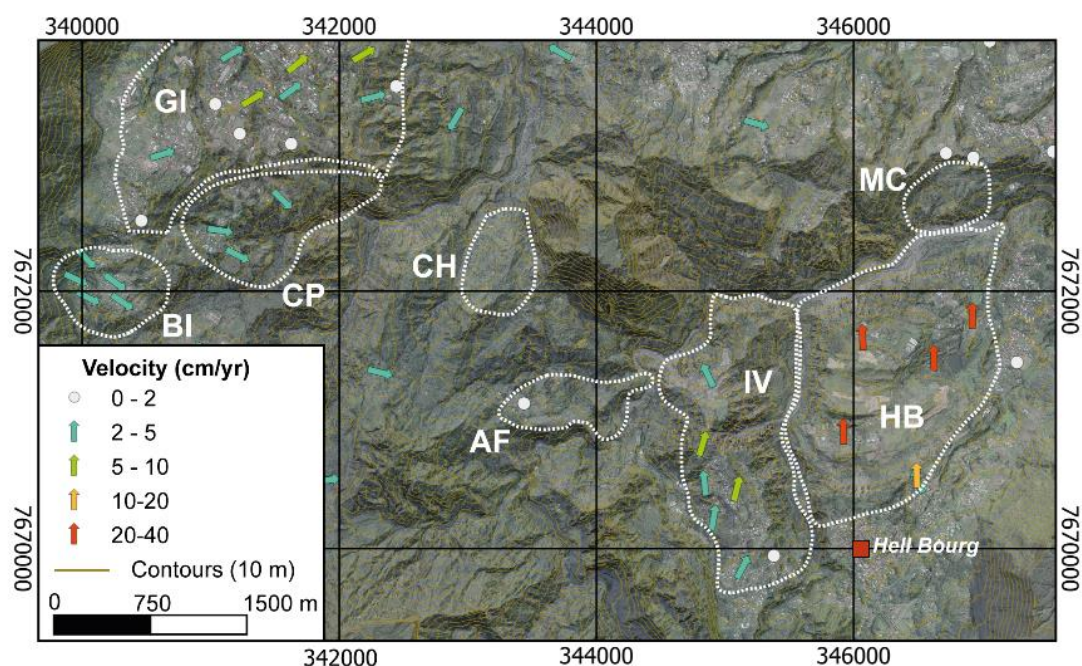 340000 342000 344000 346000
GI
MC
CH
CP
BI
7672000 7672000
Velocity (cm/yr)
0 - 2
2 - 5
5 - 10
10-20
20-40
Contours (10 m)
0 750 1500 m
IV
HB
AF
Hell Bourg
7670000 7670000
342000 344000 346000